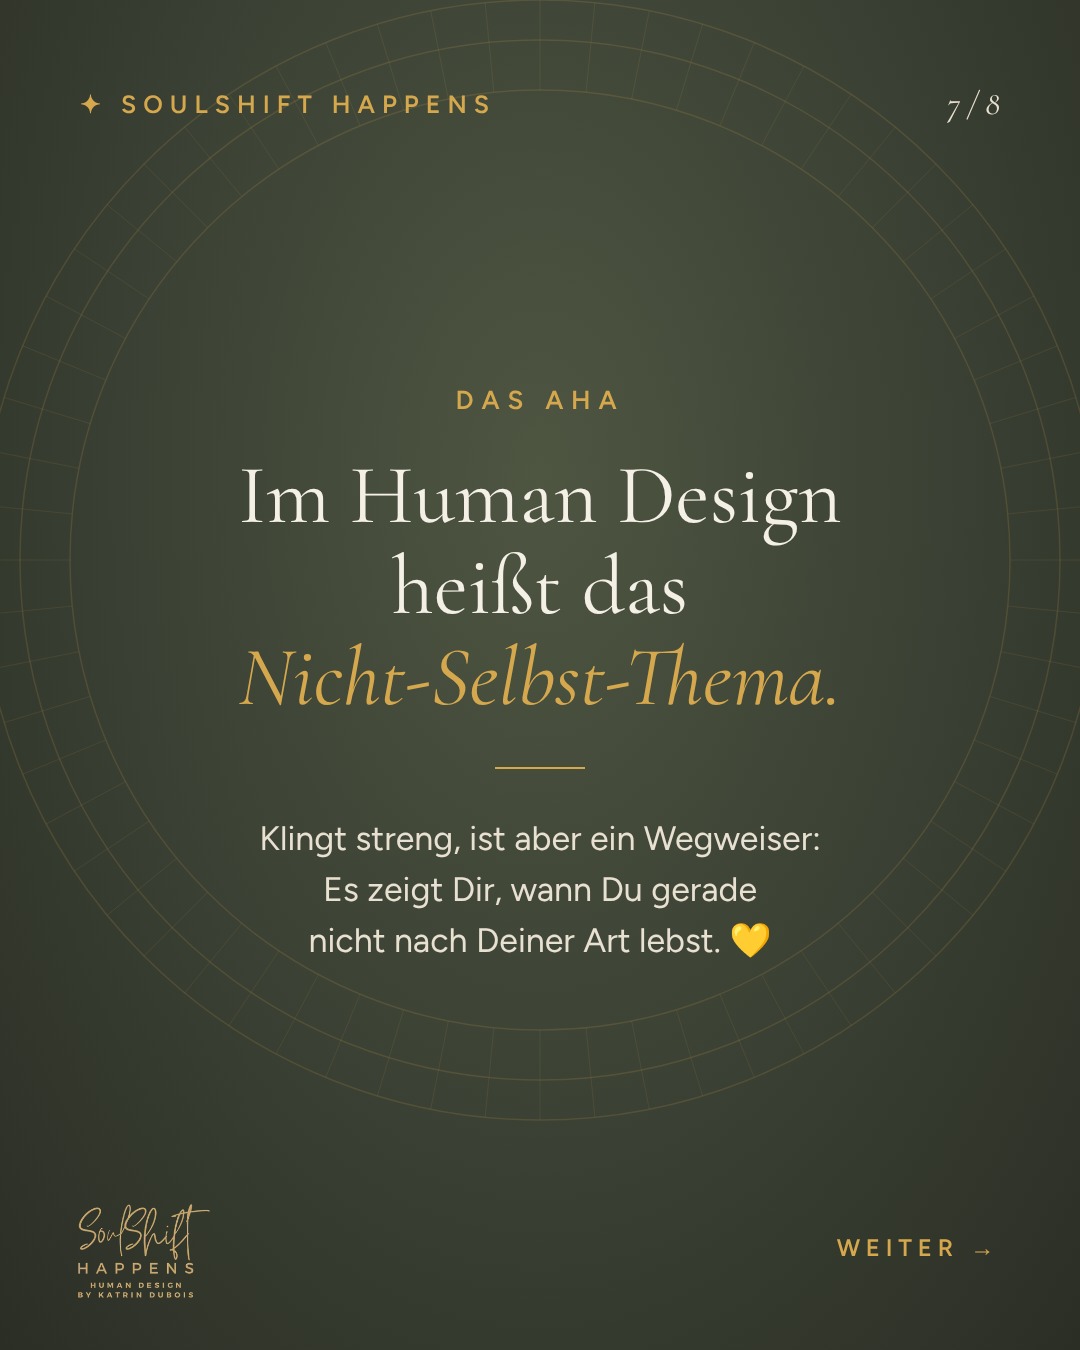 ✦ SOULSHIFT HAPPENS
7/8
DAS AHA
Im Human Design
heißt das
Nicht-Selbst-Thema.
Klingt streng, ist aber ein Wegweiser:
Es zeigt Dir, wann Du gerade
nicht nach Deiner Art lebst. 💛
SoulShift
HAPPENS
HUMAN DESIGN
BY KATRIN DUBOIS
WEITER →